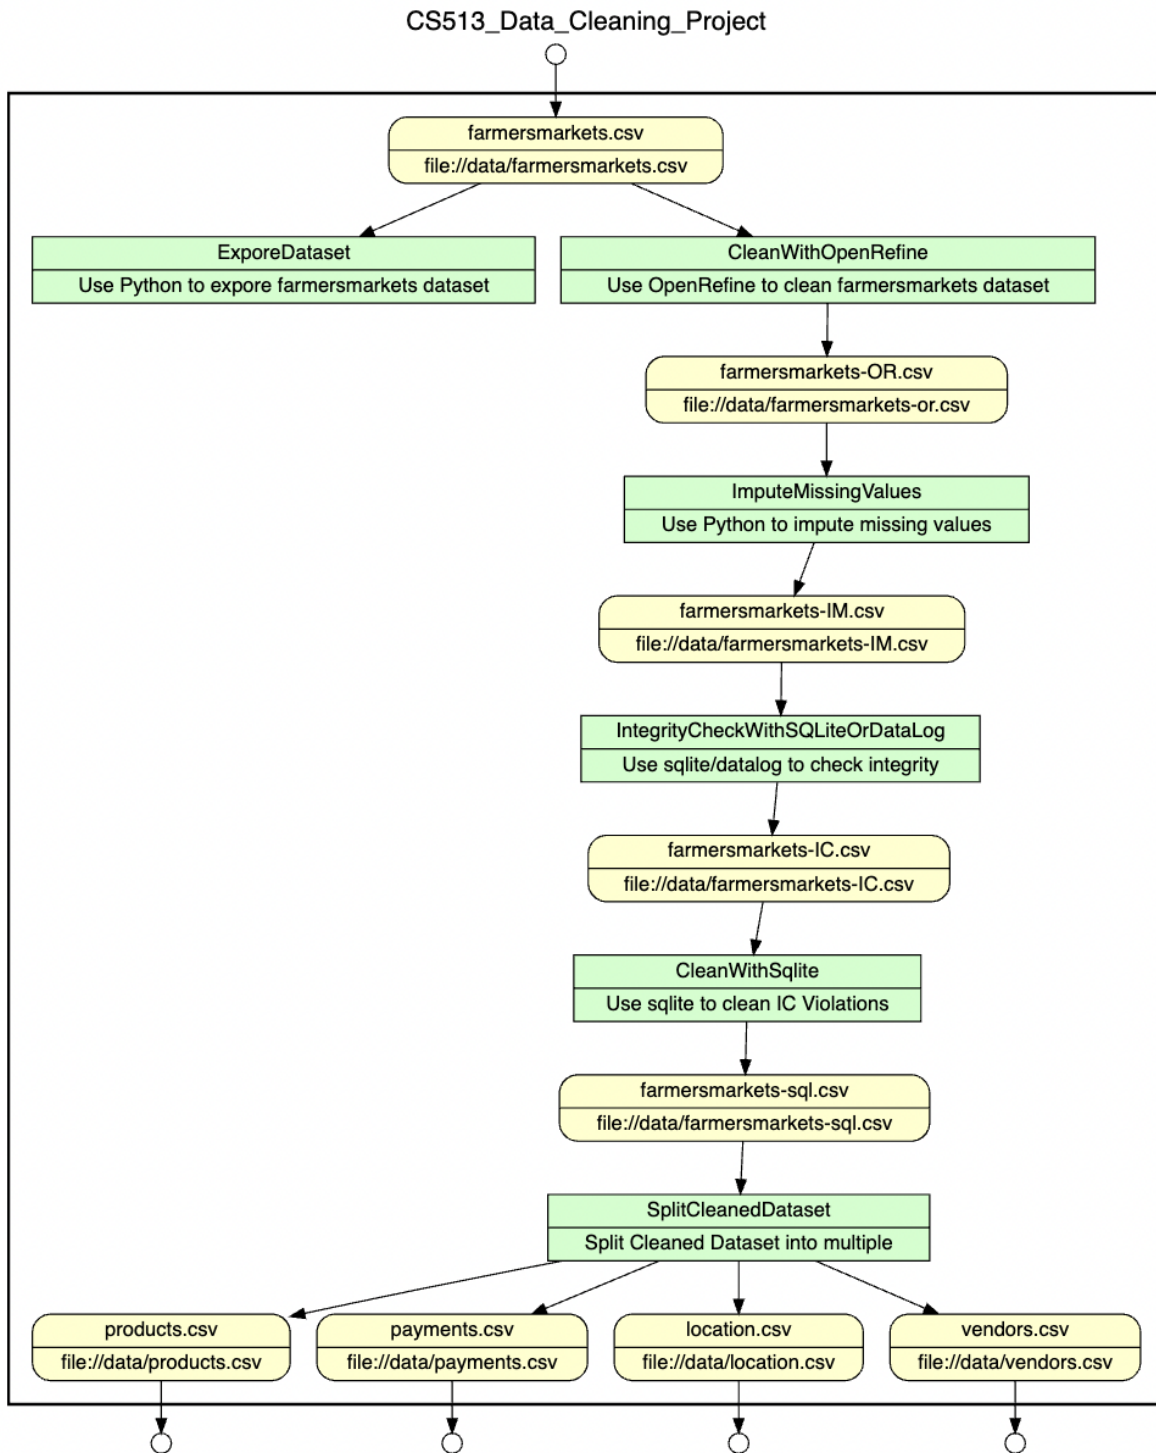 CS513_Data_Cleaning_Project
farmersmarkets.csv
file://data/farmersmarkets.csv
ExporeDataset
Use Python to expore farmersmarkets dataset
CleanWithOpenRefine
Use OpenRefine to clean farmersmarkets dataset
farmersmarkets-OR.csv
file://data/farmersmarkets-or.csv
ImputeMissingValues
Use Python to impute missing values
farmersmarkets-IM.csv
file://data/farmersmarkets-IM.csv
IntegrityCheckWithSQLiteOrDataLog
Use sqlite/datalog to check integrity
farmersmarkets-IC.csv
file://data/farmersmarkets-IC.csv
CleanWithSqlite
Use sqlite to clean IC Violations
farmersmarkets-sql.csv
file://data/farmersmarkets-sql.csv
SplitCleanedDataset
Split Cleaned Dataset into multiple
products.csv
file://data/products.csv
payments.csv
file://data/payments.csv
location.csv
file://data/location.csv
vendors.csv
file://data/vendors.csv